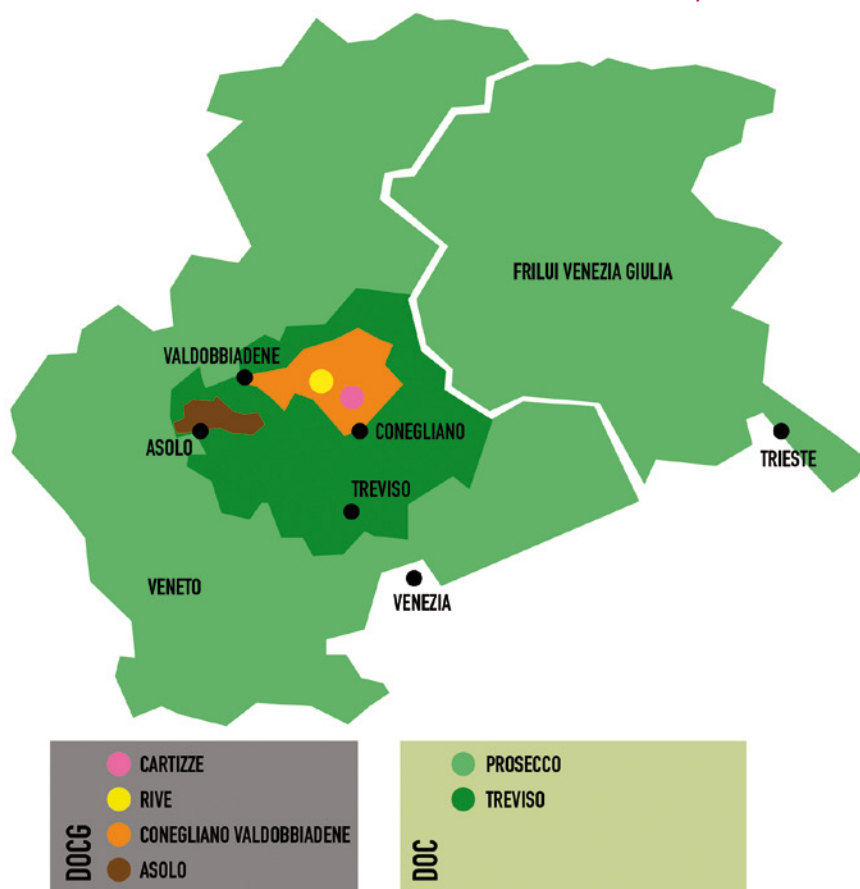 FRILUI VENEZIA GIULIA
VALDOBBIADENE
ASOLO
CONEGLIANO
TRIESTE
TREVISO
VENETO
VENEZIA
DOCG
CARTIZZE
RIVE
CONEGLIANO VALDOBBIADENE
ASOLO
DOC
PROSECCO
TREVISO